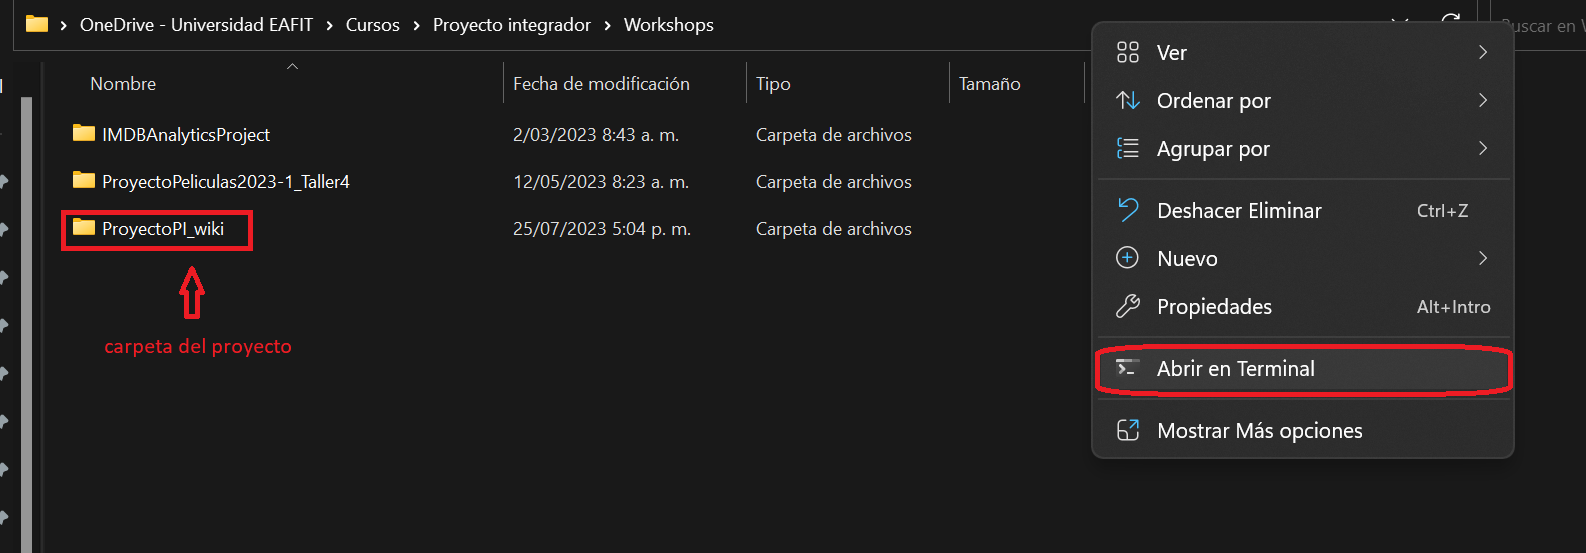 OneDrive - Universidad EAFIT > Cursos > Proyecto integrador > Workshops
Buscar en
Nombre Fecha de modificación Tipo Tamaño
IMDBAnalyticsProject 2/03/2023 8:43 a. m. Carpeta de archivos
ProyectoPeliculas2023-1_Taller4 12/05/2023 8:23 a. m. Carpeta de archivos
ProyectoPI_wiki 25/07/2023 5:04 p. m. Carpeta de archivos
carpeta del proyecto
Ver
Ordenar por
Agrupar por
Deshacer Eliminar Ctrl+Z
Nuevo
Propiedades Alt+Intro
Abrir en Terminal
Mostrar Más opciones